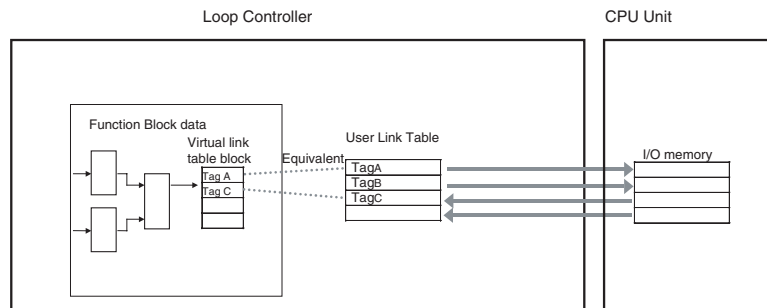 Loop Controller
CPU Unit
Function Block data
Virtual link
table block
Tag A
Tag C
Equivalent
User Link Table
TagA
TagB
TagC
I/O memory